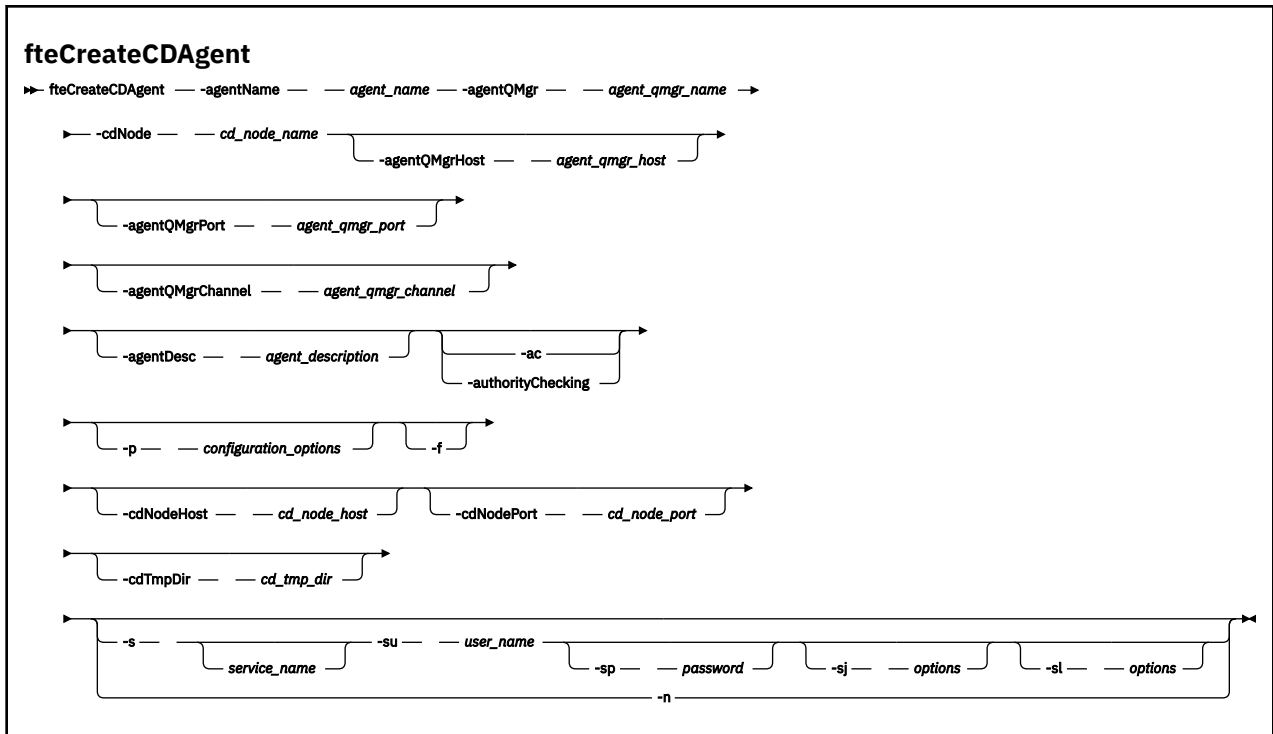 fteCreateCDAgent
fteCreateCDAgent -agentName agent_name -agentQMgr agent_qmgr_name
-cdNode cd_node_name
-agentQMgrHost agent_qmgr_host
-agentQMgrPort agent_qmgr_port
-agentQMgrChannel agent_qmgr_channel
-agentDesc agent_description -ac
-authorityChecking
-p configuration_options -f
-cdNodeHost cd_node_host -cdNodePort cd_node_port
-cdTmpDir cd_tmp_dir
-s -su user_name
service_name -sp password -sj options -sl options
-n